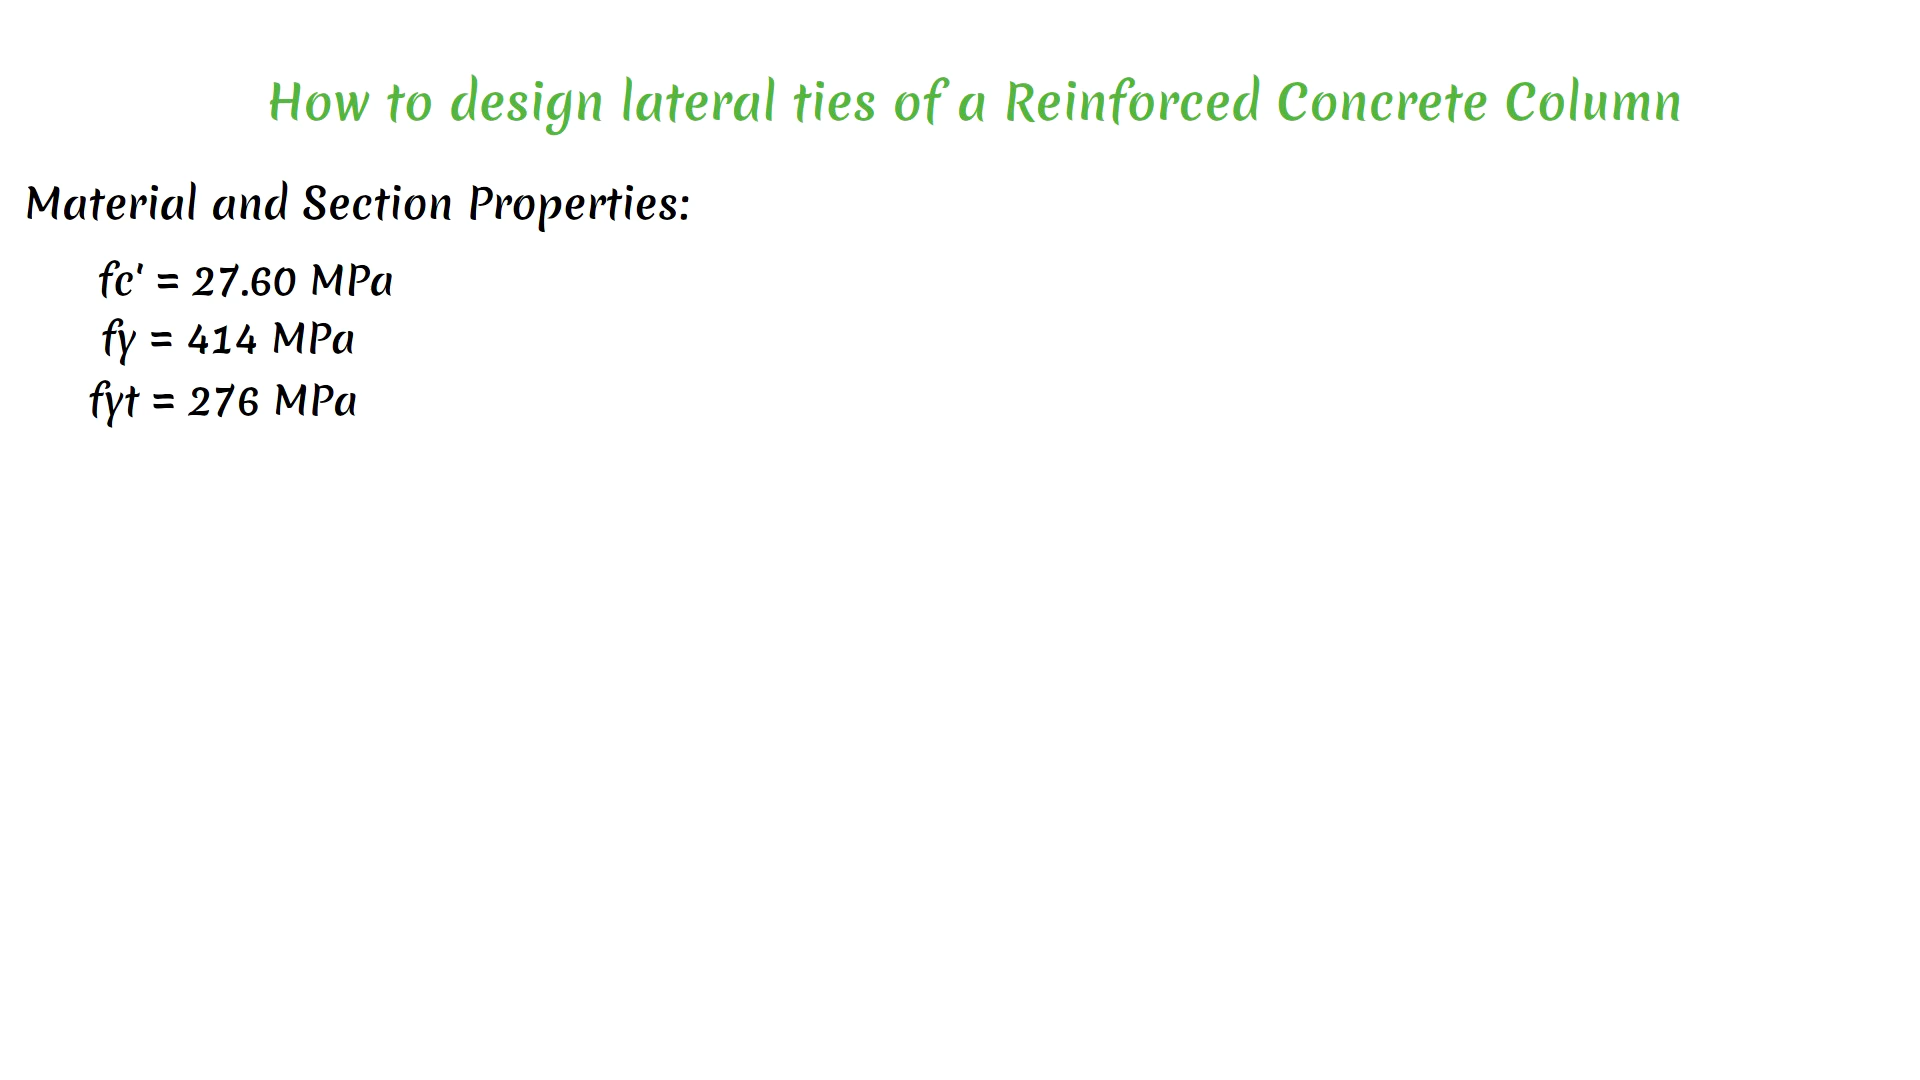 How to design lateral ties of a Reinforced Concrete Column
Material and Section Properties:
fc' = 27.60 MPa
fy = 414 MPa
fyt = 276 MPa